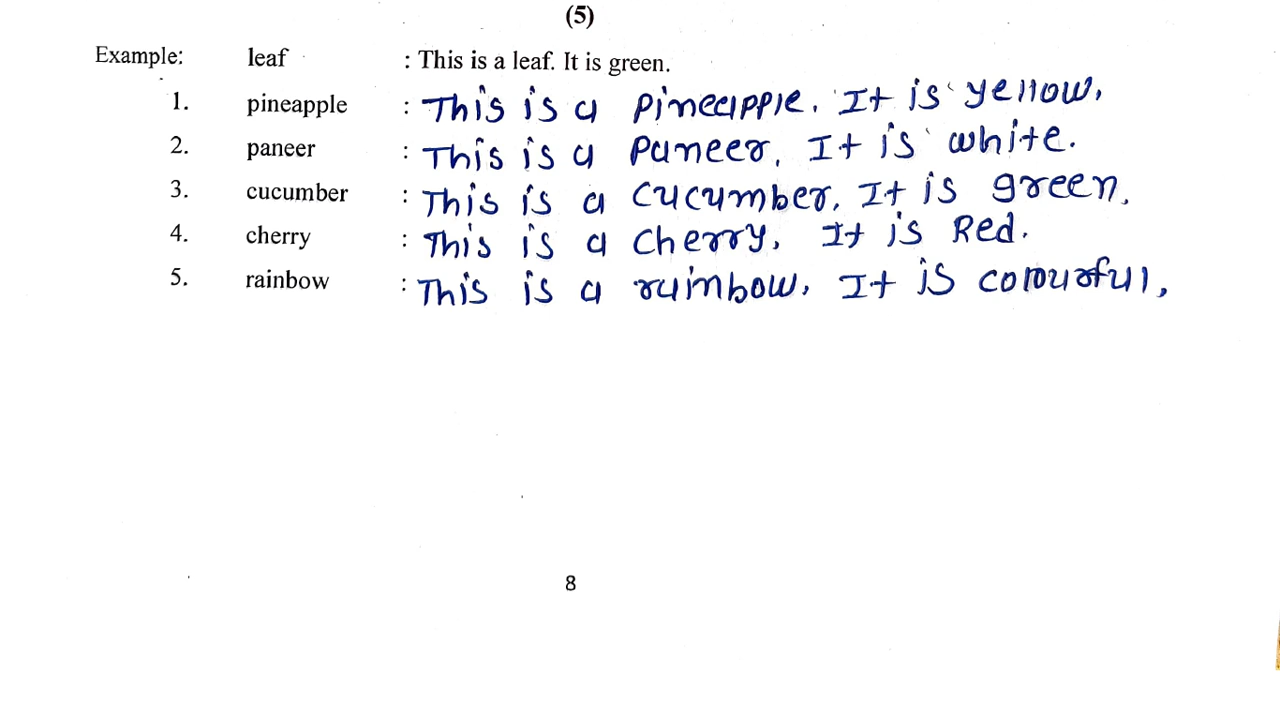 (5)
Example: leaf : This is a leaf. It is green.
1. pineapple : This is a Pineapple. It is yellow.
2. paneer : This is a Paneer. It is white.
3. cucumber : This is a Cucumber. It is green.
4. cherry : This is a Cherry. It is Red.
5. rainbow : This is a rainbow. It is colourful.
8